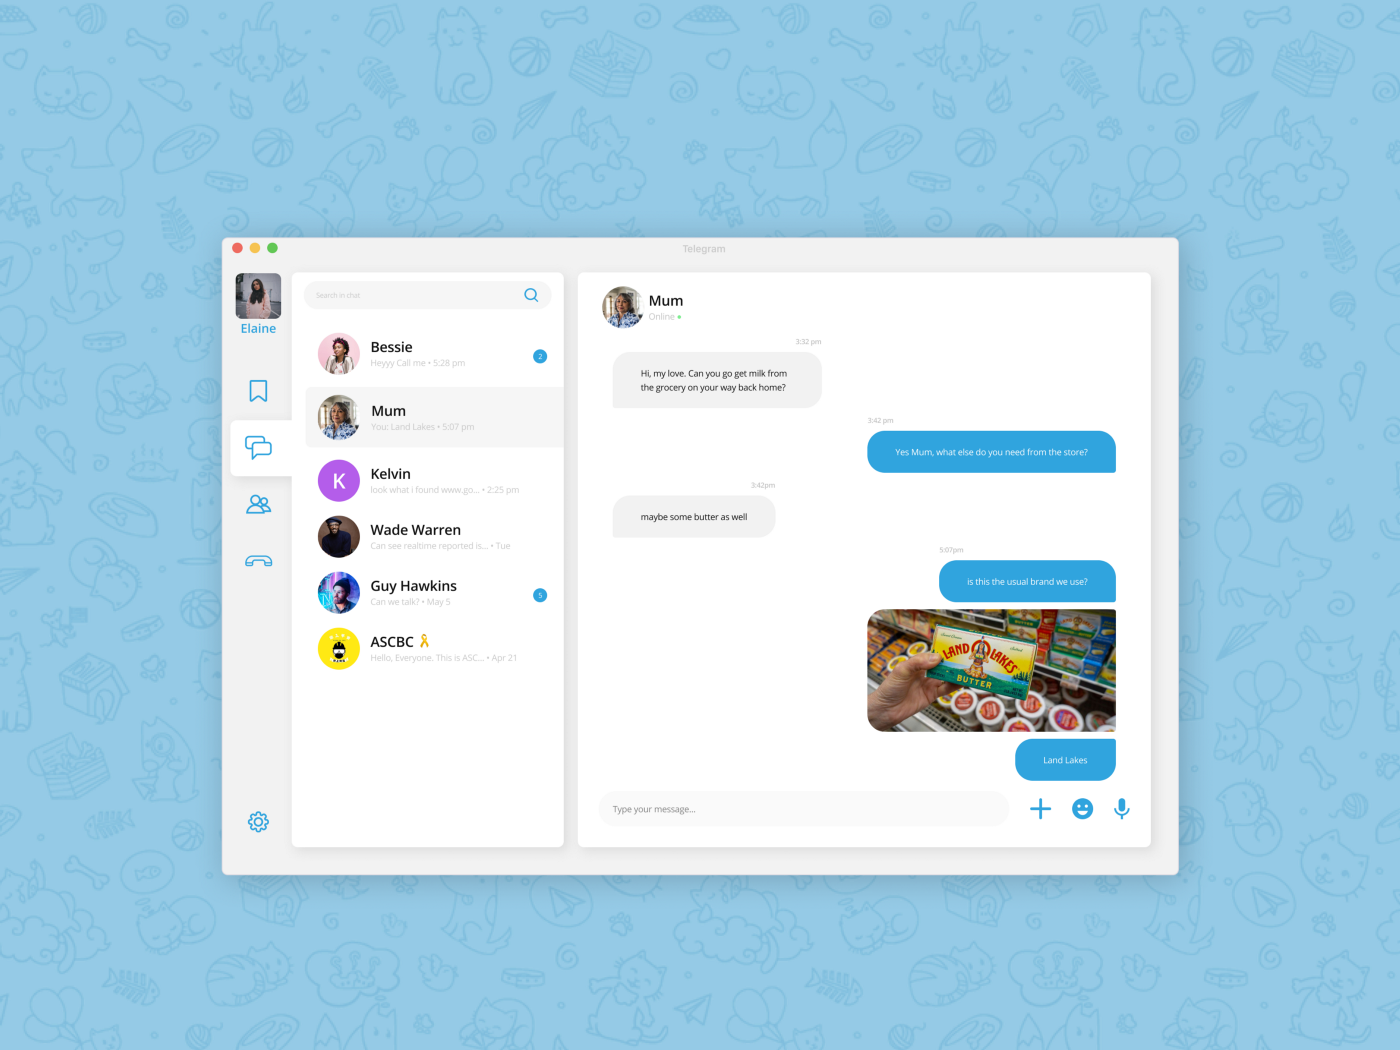 Telegram
Elaine
Search in chat
Bessie
Heyyy Call me • 5:28 pm
2
Mum
You: Land Lakes • 5:07 pm
K
Kelvin
look what i found www.go... • 2:25 pm
Wade Warren
Can see realtime reported is... • Tue
Guy Hawkins
Can we talk? • May 5
5
ASCBC
Hello, Everyone. This is ASC... • Apr 21
Mum
Online
3:32 pm
Hi, my love. Can you go get milk from
the grocery on your way back home?
3:42 pm
Yes Mum, what else do you need from the store?
3:42pm
maybe some butter as well
5:07pm
is this the usual brand we use?
LAND O LAKES
BUTTER
Land Lakes
Type your message...